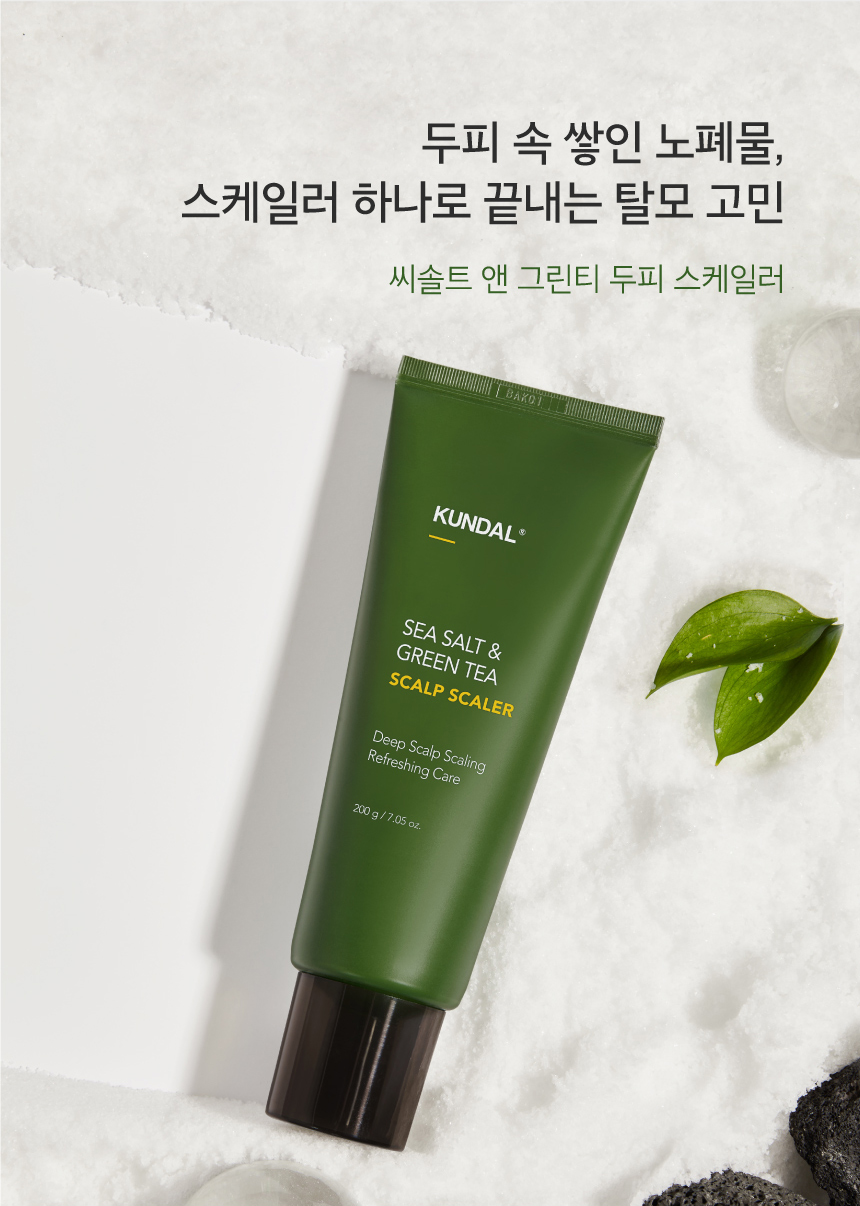 두피 속 쌓인 노폐물,
스케일러 하나로 끝내는 탈모 고민
씨솔트 앤 그린티 두피 스케일러
BAK01
KUNDAL®
SEA SALT &
GREEN TEA
SCALP SCALER
Deep Scalp Scaling
Refreshing Care
200 g / 7.05 oz.